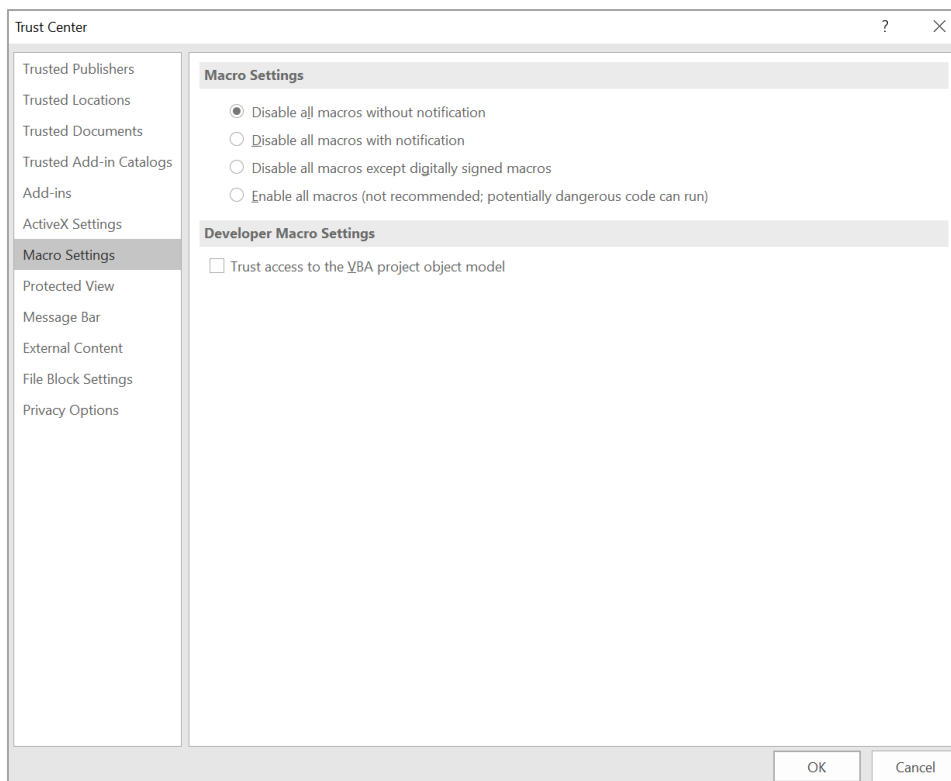 Trust Center
?
Trusted Publishers
Trusted Locations
Trusted Documents
Trusted Add-in Catalogs
Add-ins
ActiveX Settings
Macro Settings
Protected View
Message Bar
External Content
File Block Settings
Privacy Options
Macro Settings
Disable all macros without notification
Disable all macros with notification
Disable all macros except digitally signed macros
Enable all macros (not recommended; potentially dangerous code can run)
Developer Macro Settings
Trust access to the VBA project object model
OK
Cancel